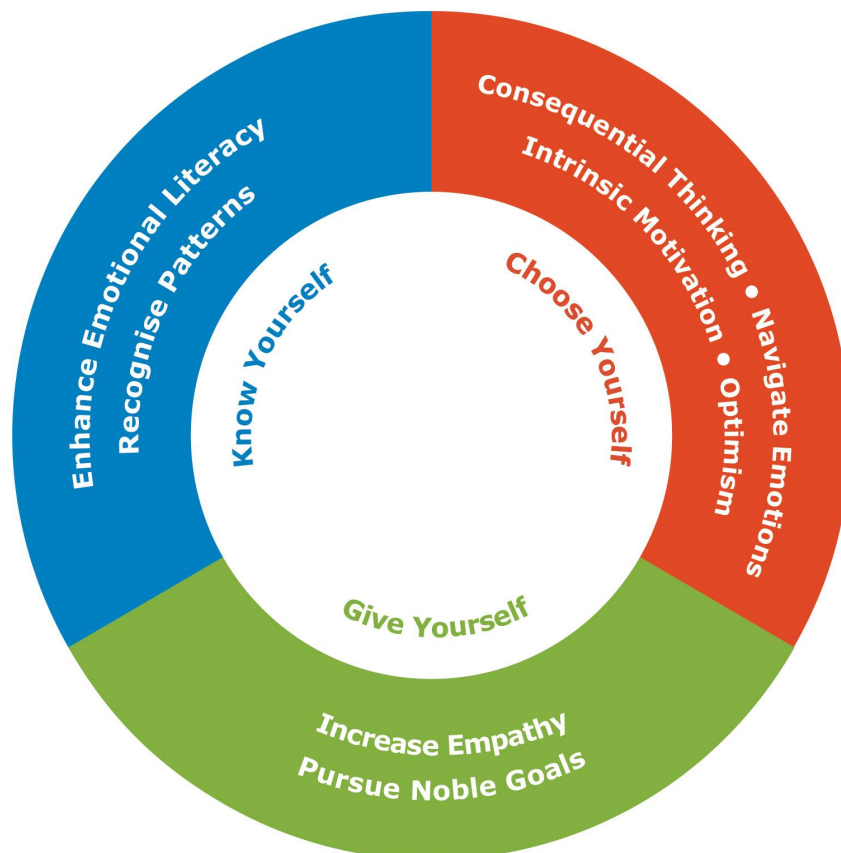 Enhance Emotional Literacy
Recognise Patterns
Know Yourself
Consequential Thinking • Navigate Emotions
Intrinsic Motivation • Optimism
Choose Yourself
Give Yourself
Increase Empathy
Pursue Noble Goals